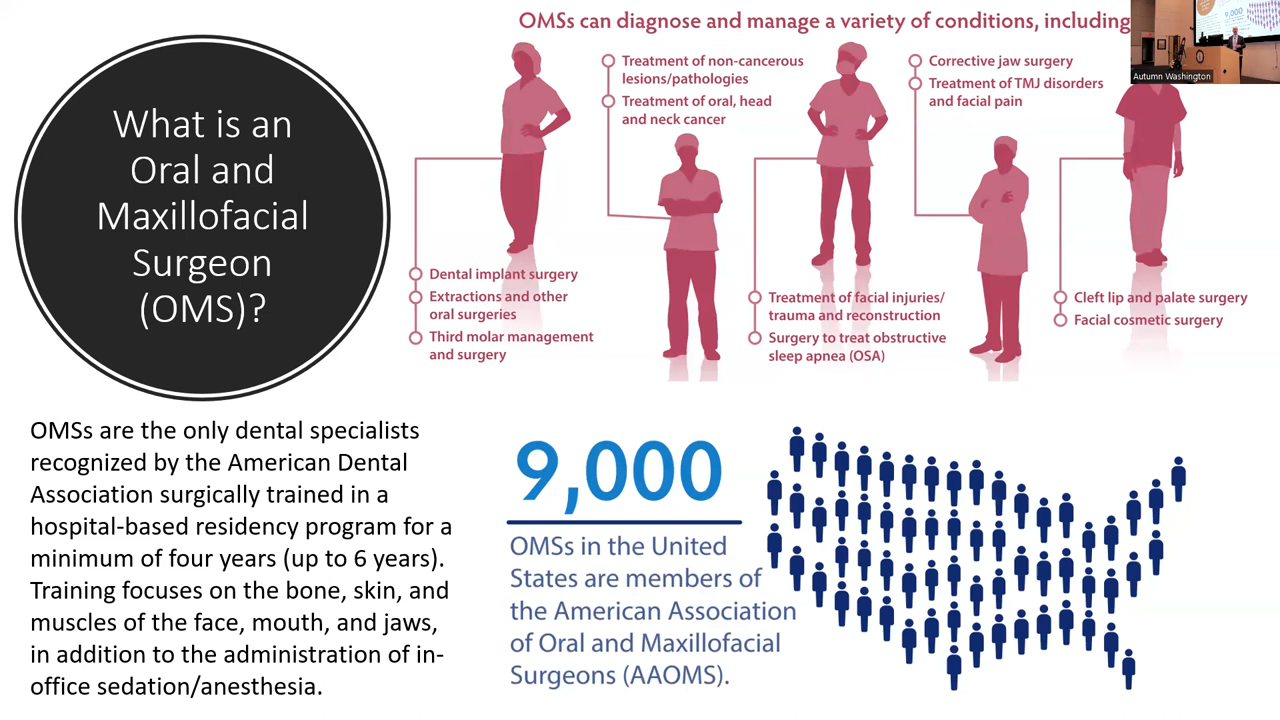 What is an
Oral and
Maxillofacial
Surgeon
(OMS)?
OMSs can diagnose and manage a variety of conditions, including
Treatment of non-cancerous
lesions/pathologies
Treatment of oral, head
and neck cancer
Corrective jaw surgery
Treatment of TMJ disorders
and facial pain
Dental implant surgery
Extractions and other
oral surgeries
Third molar management
and surgery
Treatment of facial injuries/
trauma and reconstruction
Surgery to treat obstructive
sleep apnea (OSA)
Cleft lip and palate surgery
Facial cosmetic surgery
Autumn Washington
9,000
OMSs are the only dental specialists
recognized by the American Dental
Association surgically trained in a
hospital-based residency program for a
minimum of four years (up to 6 years).
Training focuses on the bone, skin, and
muscles of the face, mouth, and jaws,
in addition to the administration of in-
office sedation/anesthesia.
9,000
OMSs in the United
States are members of
the American Association
of Oral and Maxillofacial
Surgeons (AAOMS).